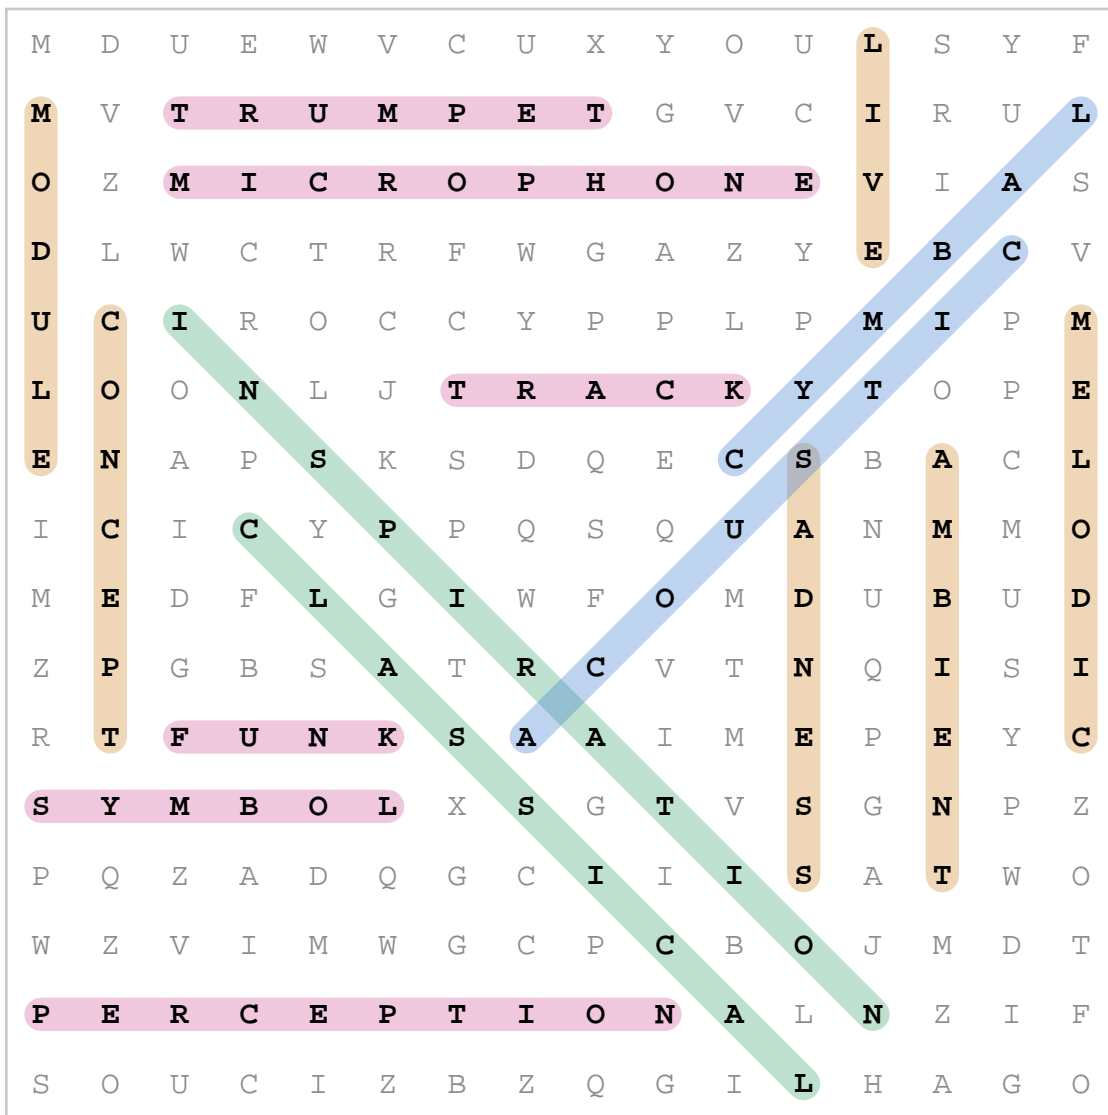 M D U E W V C U X Y O U L S Y F
M V T R U M P E T G V C I R U L
O Z M I C R O P H O N E V I A S
D L W C T R F W G A Z Y E B C V
U C I R O C C Y P P L P M I P M
L O O N L J T R A C K Y T O P E
E N A P S K S D Q E C S B A C L
I C I C Y P P Q S Q U A N M M O
M E D F L G I W F O M D U B U D
Z P G B S A T R C V T N Q I S I
R T F U N K S A A I M E P E Y C
S Y M B O L X S G T V S G N P Z
P Q Z A D Q G C I I I S A T W O
W Z V I M W G C P C B O J M D T
P E R C E P T I O N A L N Z I F
S O U C I Z B Z Q G I L H A G O